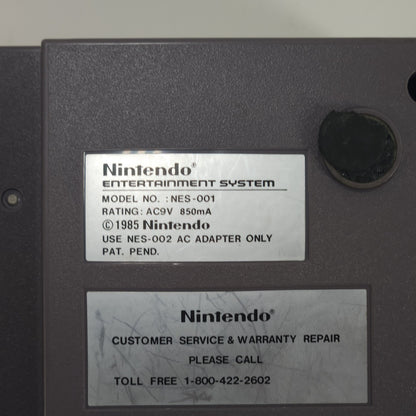 Nintendo®
ENTERTAINMENT SYSTEM
MODEL NO. :NES-001
RATING: AC9V 850mA
©1985 Nintendo
USE NES-002 AC ADAPTER ONLY
PAT. PEND.
Nintendo®
CUSTOMER SERVICE & WARRANTY REPAIR
PLEASE CALL
TOLL FREE 1-800-422-2602